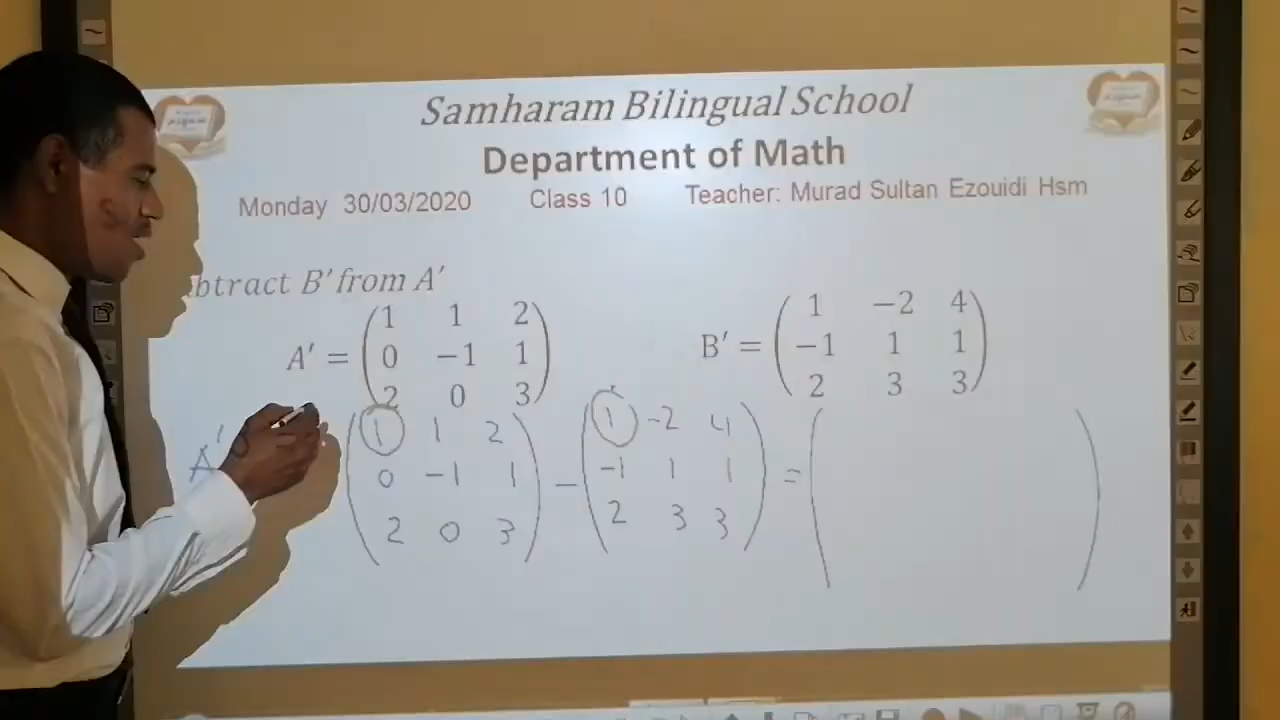 Samharam Bilingual School
Department of Math
Monday 30/03/2020 Class 10 Teacher: Murad Sultan Ezouidi Hsm
btract B′ from A′
A′ = (1 1 2
0 −1 1
2 0 3)
B′ = (1 −2 4
−1 1 1
2 3 3)
A' (1 1 2
0 -1 1
2 0 3) - (1 -2 4
-1 1 1
2 3 3) = ( )